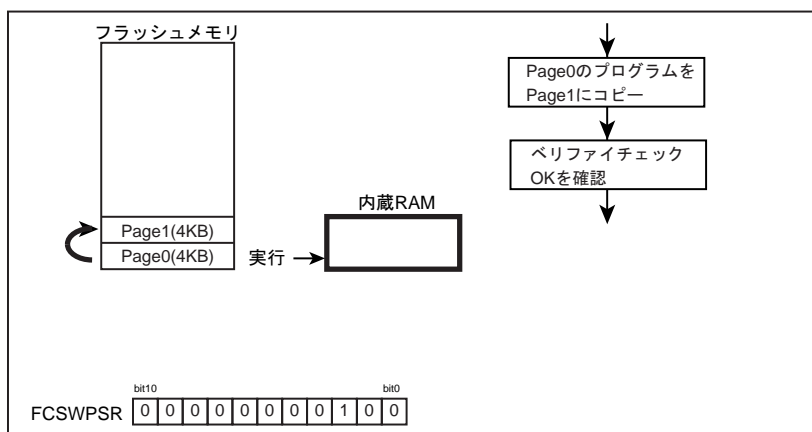 フラッシュメモリ
Page1(4KB)
Page0(4KB)
実行
内蔵RAM
Page0のプログラムを
Page1にコピー
ベリファイチェック
OKを確認
bit10
bit0
FCSWPSR 0 0 0 0 0 0 0 0 1 0 0